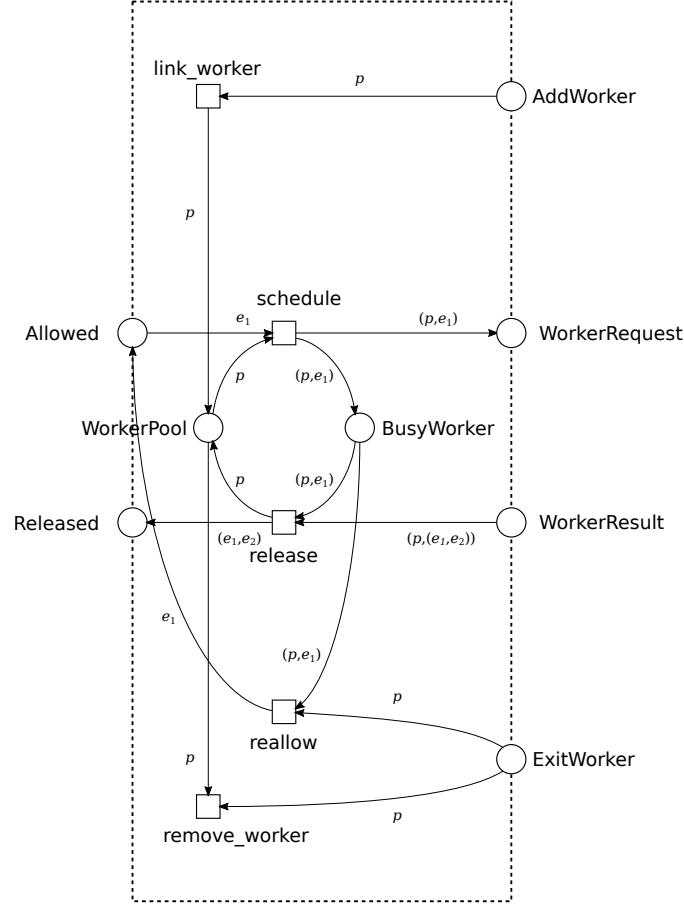 link_worker
p
AddWorker
p
schedule
Allowed
e₁
(p,e₁)
WorkerRequest
p
(p,e₁)
WorkerPool
BusyWorker
p
(p,e₁)
Released
(e₁,e₂)
(p,(e₁,e₂))
WorkerResult
release
e₁
(p,e₁)
p
reallow
p
ExitWorker
p
remove_worker